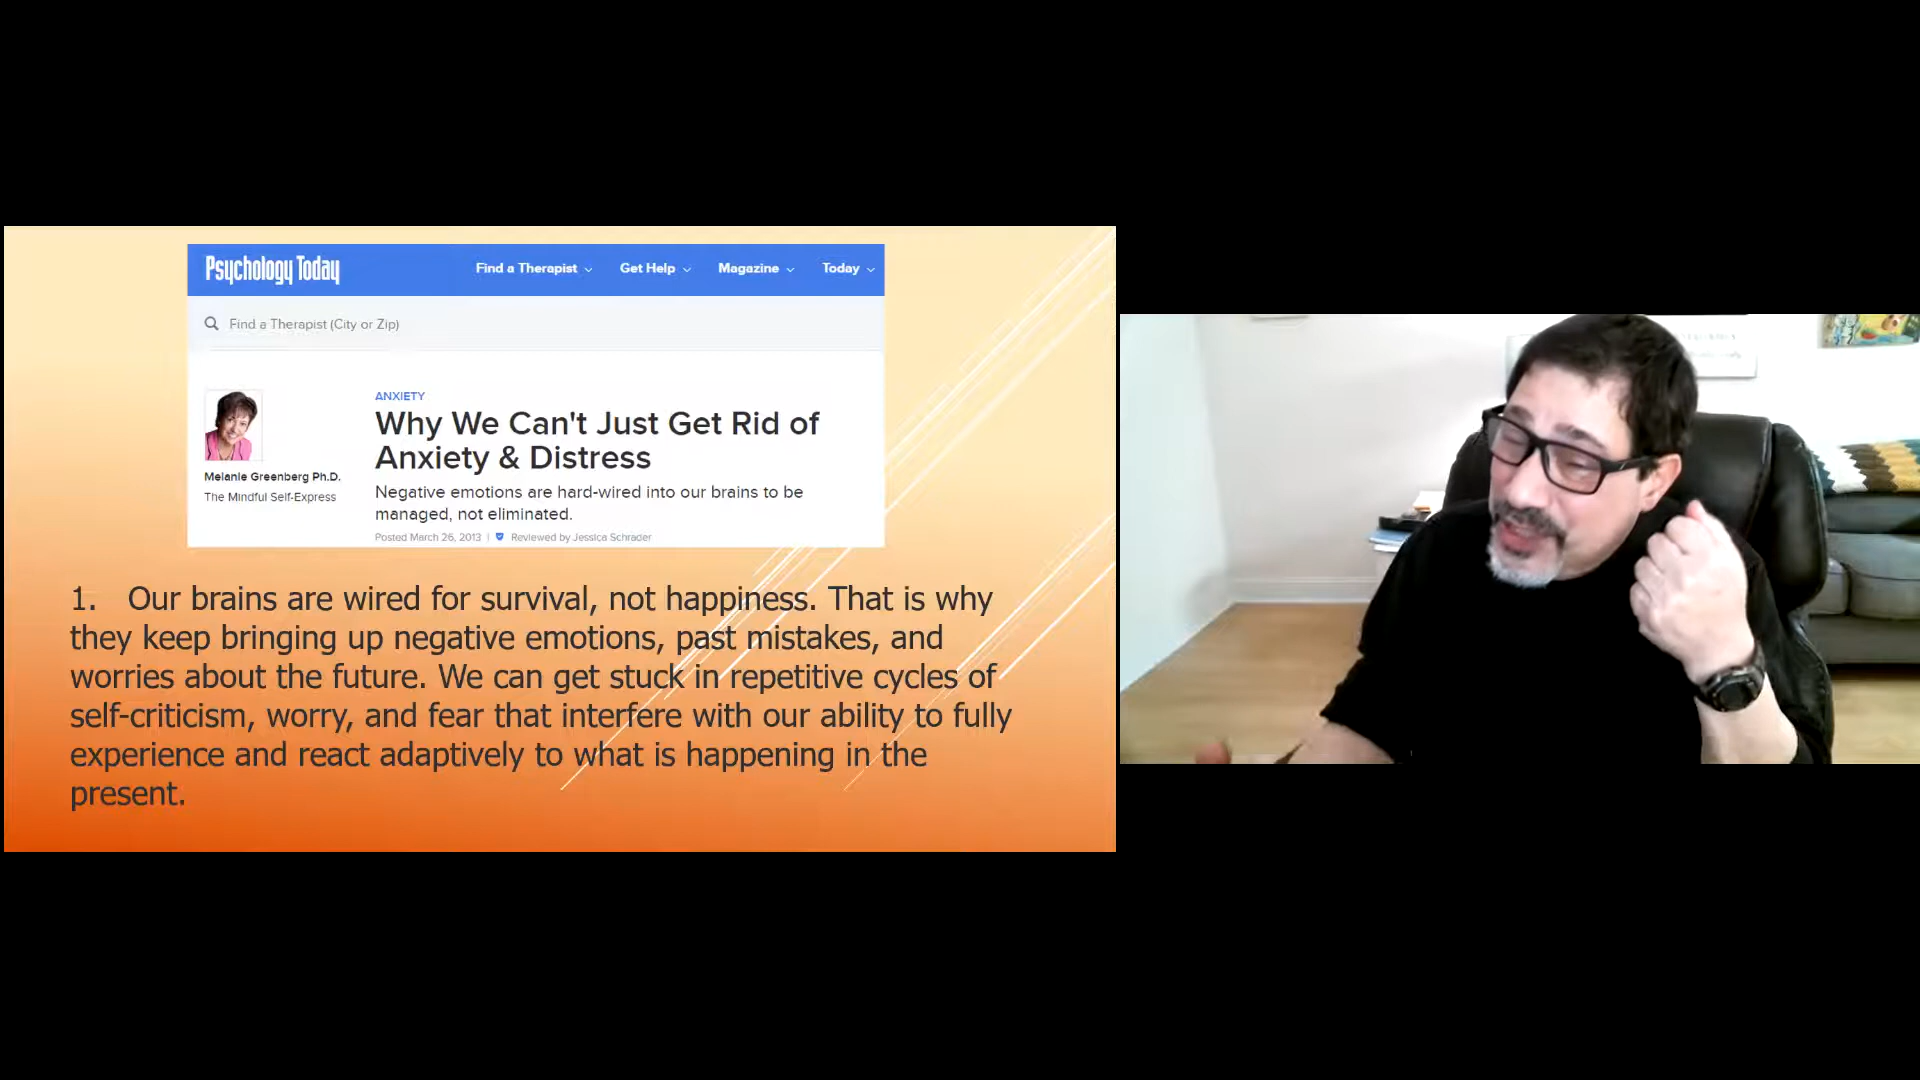 Psychology Today
Find a Therapist
Get Help
Magazine
Today
Find a Therapist (City or Zip)
Melanie Greenberg Ph.D.
The Mindful Self-Express
ANXIETY
Why We Can't Just Get Rid of
Anxiety & Distress
Negative emotions are hard-wired into our brains to be
managed, not eliminated.
Posted March 26, 2013 | Reviewed by Jessica Schrader
1. Our brains are wired for survival, not happiness. That is why
they keep bringing up negative emotions, past mistakes, and
worries about the future. We can get stuck in repetitive cycles of
self-criticism, worry, and fear that interfere with our ability to fully
experience and react adaptively to what is happening in the
present.